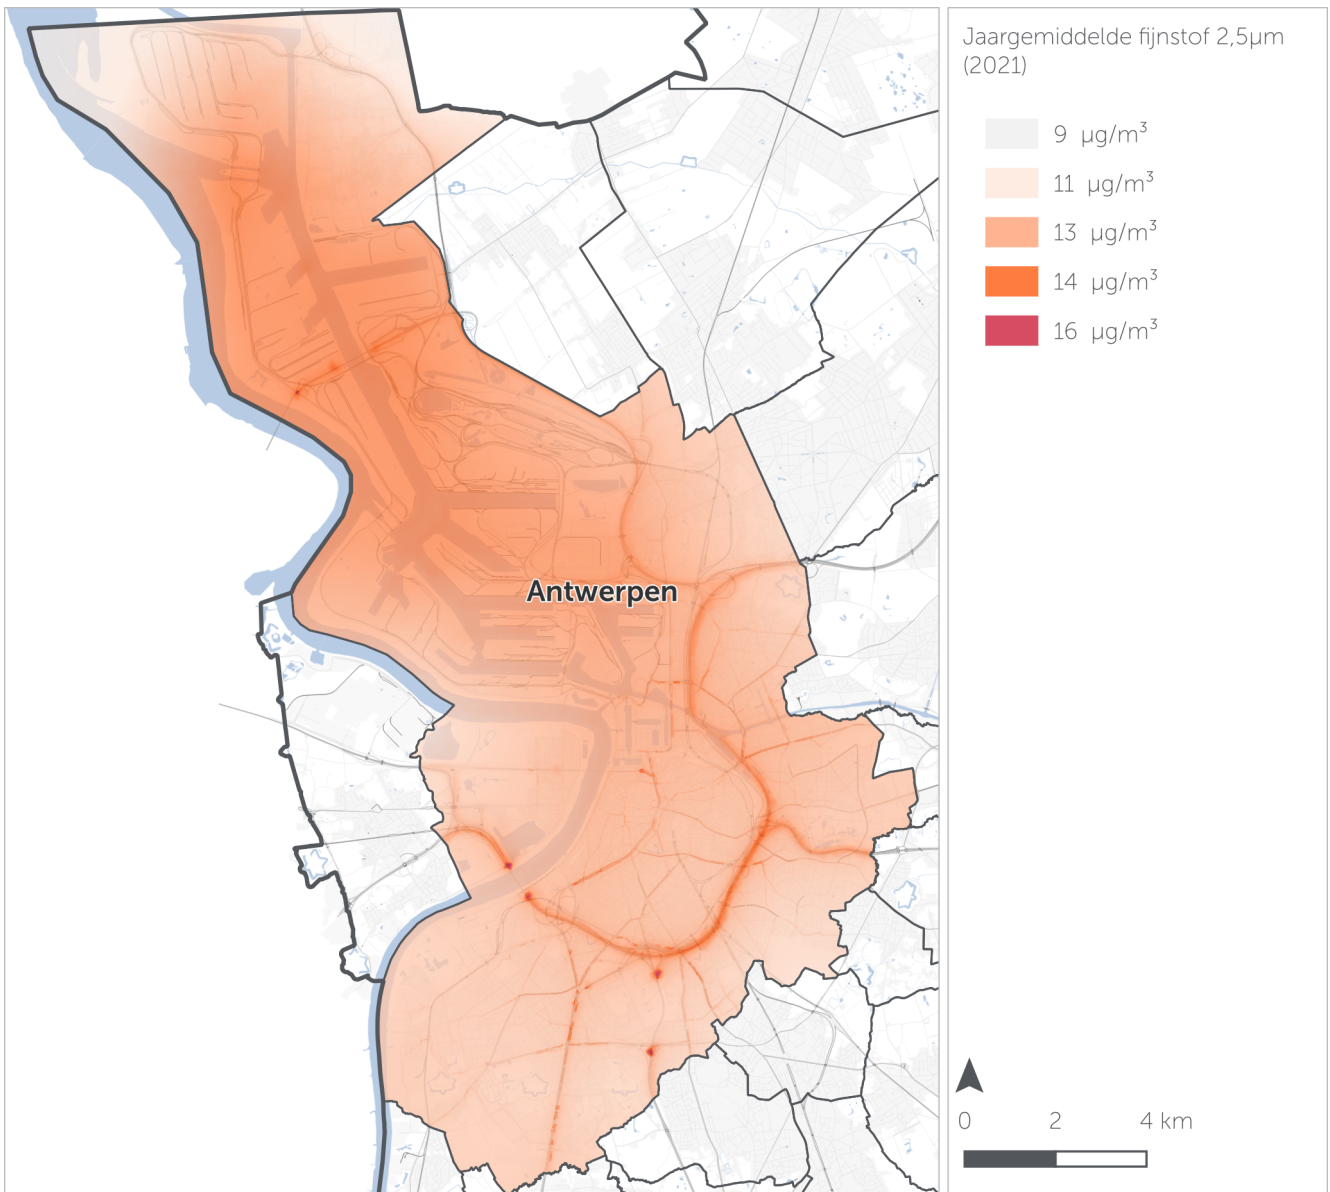 Jaargemiddelde fijnstof 2,5µm
(2021)
9 µg/m³
11 µg/m³
13 µg/m³
14 µg/m³
16 µg/m³
Antwerpen
0 2 4 km